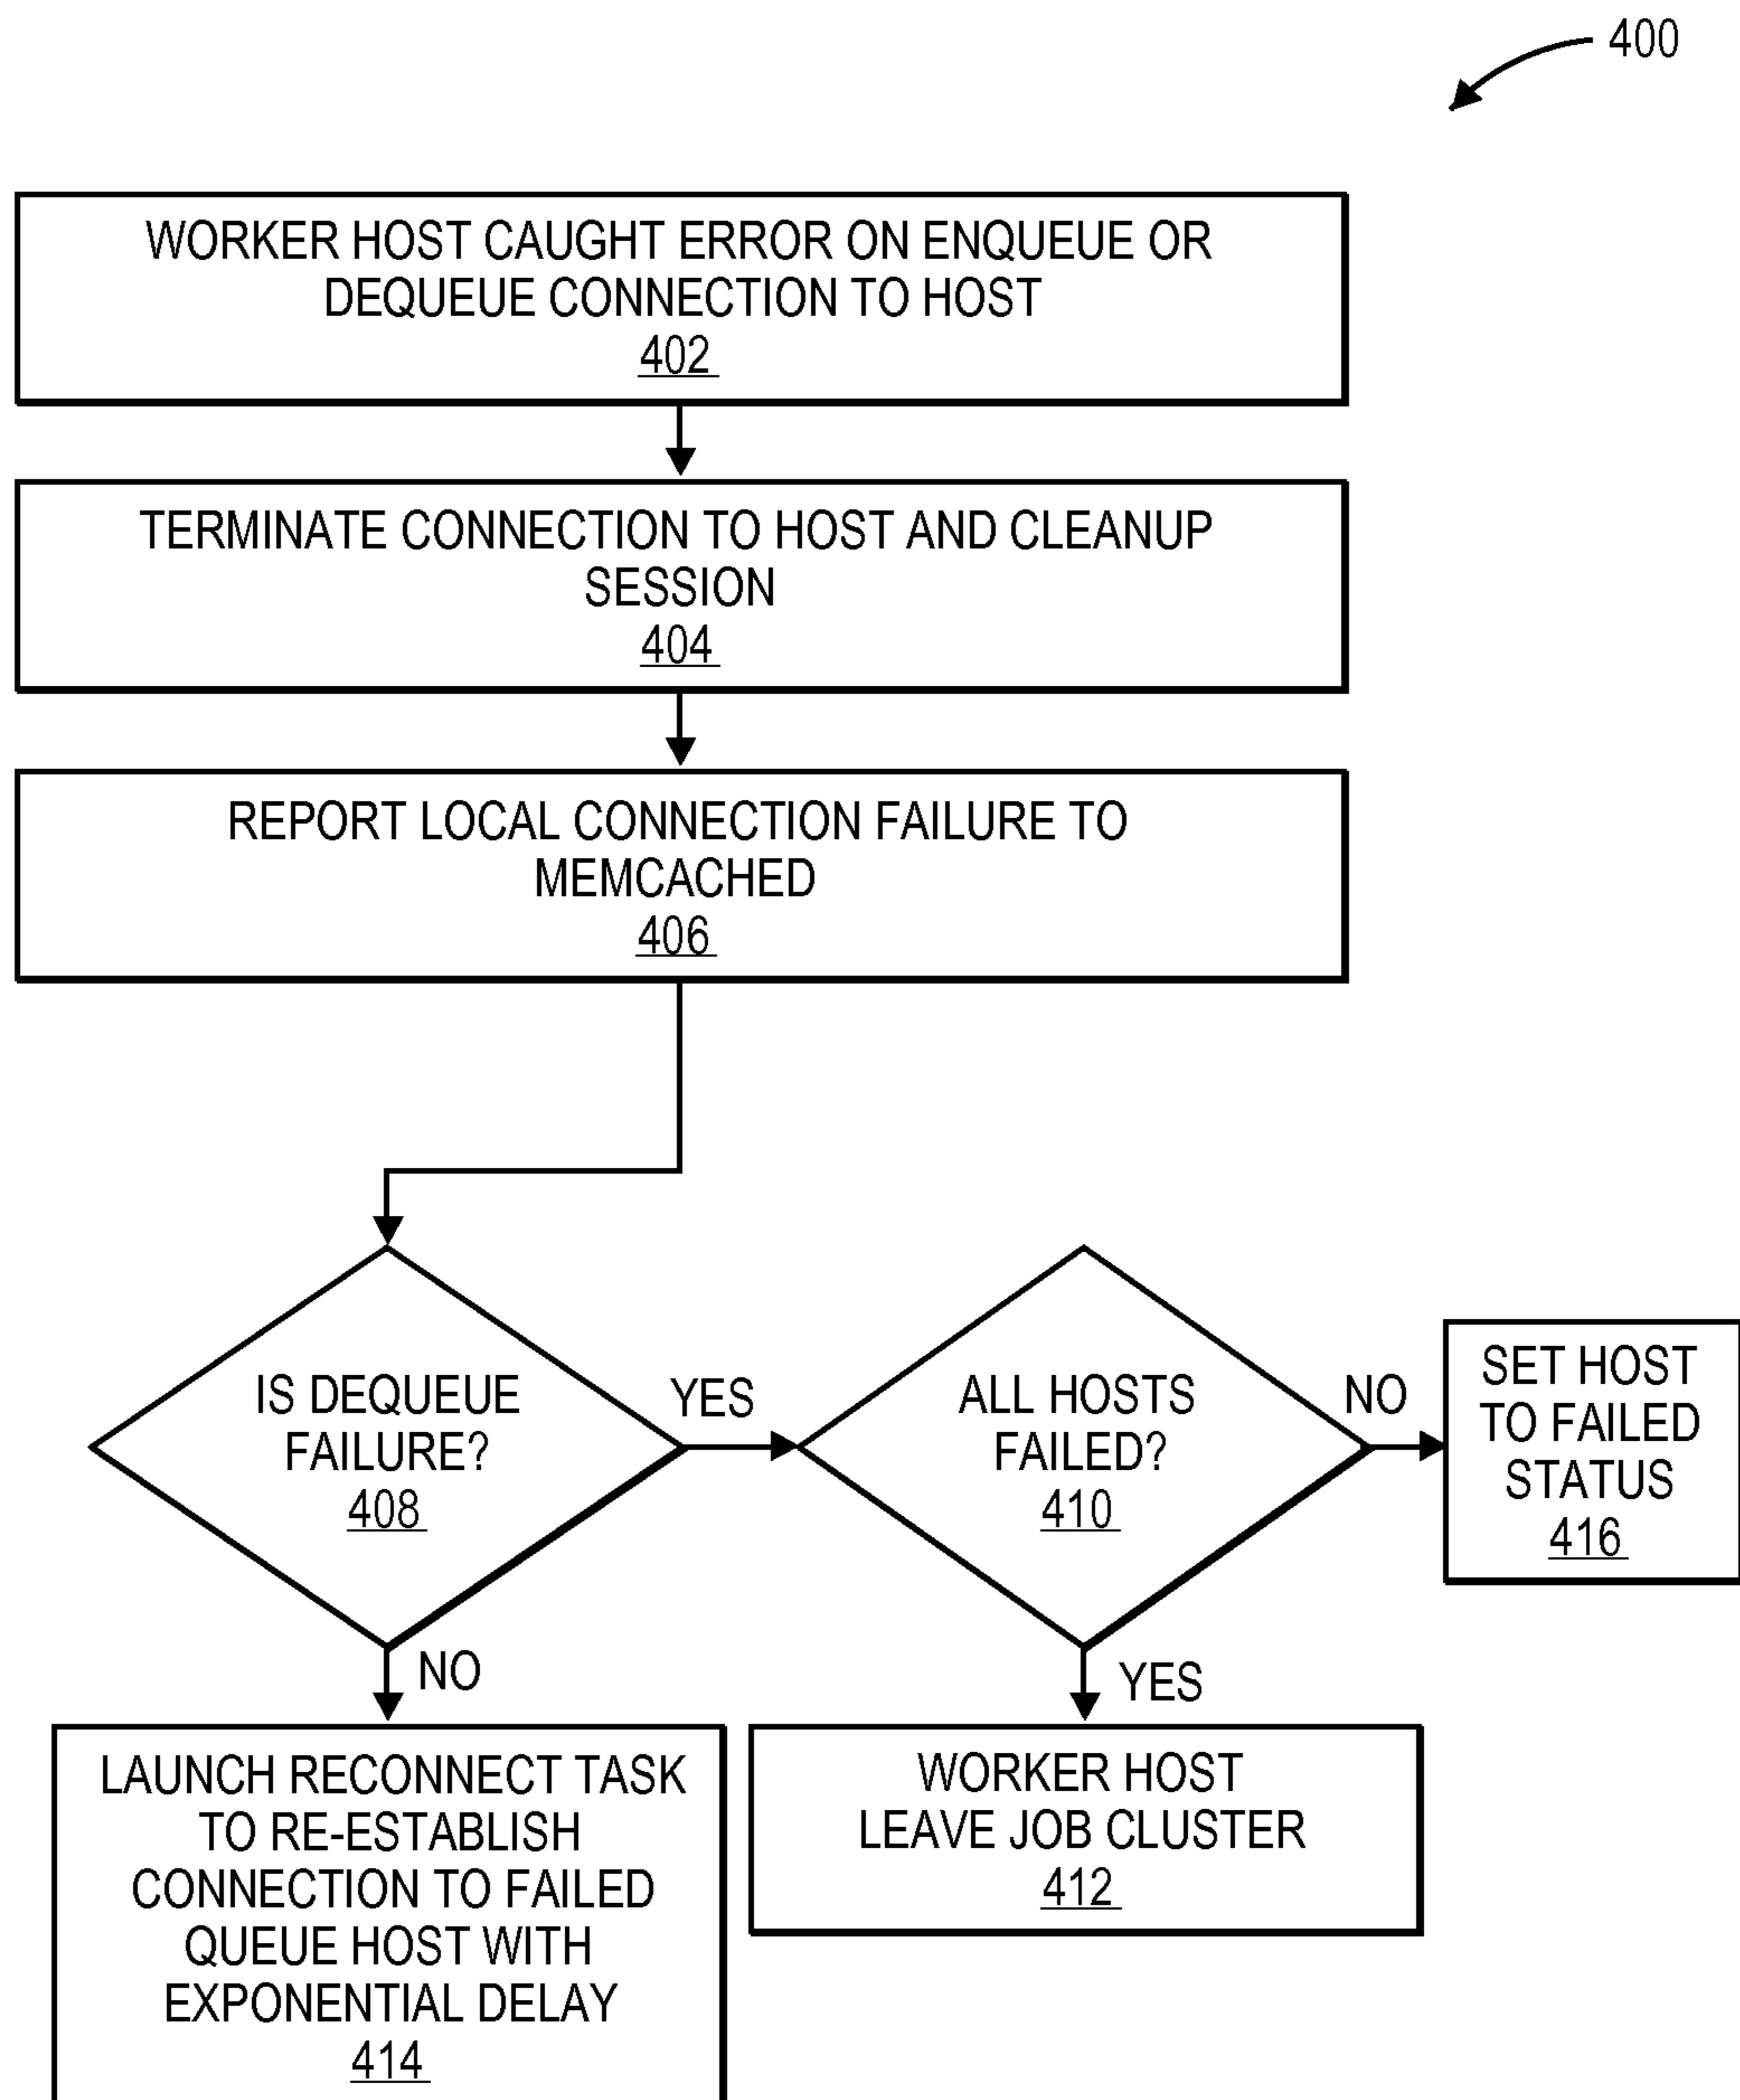 400
WORKER HOST CAUGHT ERROR ON ENQUEUE OR
DEQUEUE CONNECTION TO HOST
402
TERMINATE CONNECTION TO HOST AND CLEANUP
SESSION
404
REPORT LOCAL CONNECTION FAILURE TO
MEMCACHED
406
IS DEQUEUE
FAILURE?
408
YES
NO
ALL HOSTS
FAILED?
410
NO
YES
SET HOST
TO FAILED
STATUS
416
LAUNCH RECONNECT TASK
TO RE-ESTABLISH
CONNECTION TO FAILED
QUEUE HOST WITH
EXPONENTIAL DELAY
414
WORKER HOST
LEAVE JOB CLUSTER
412